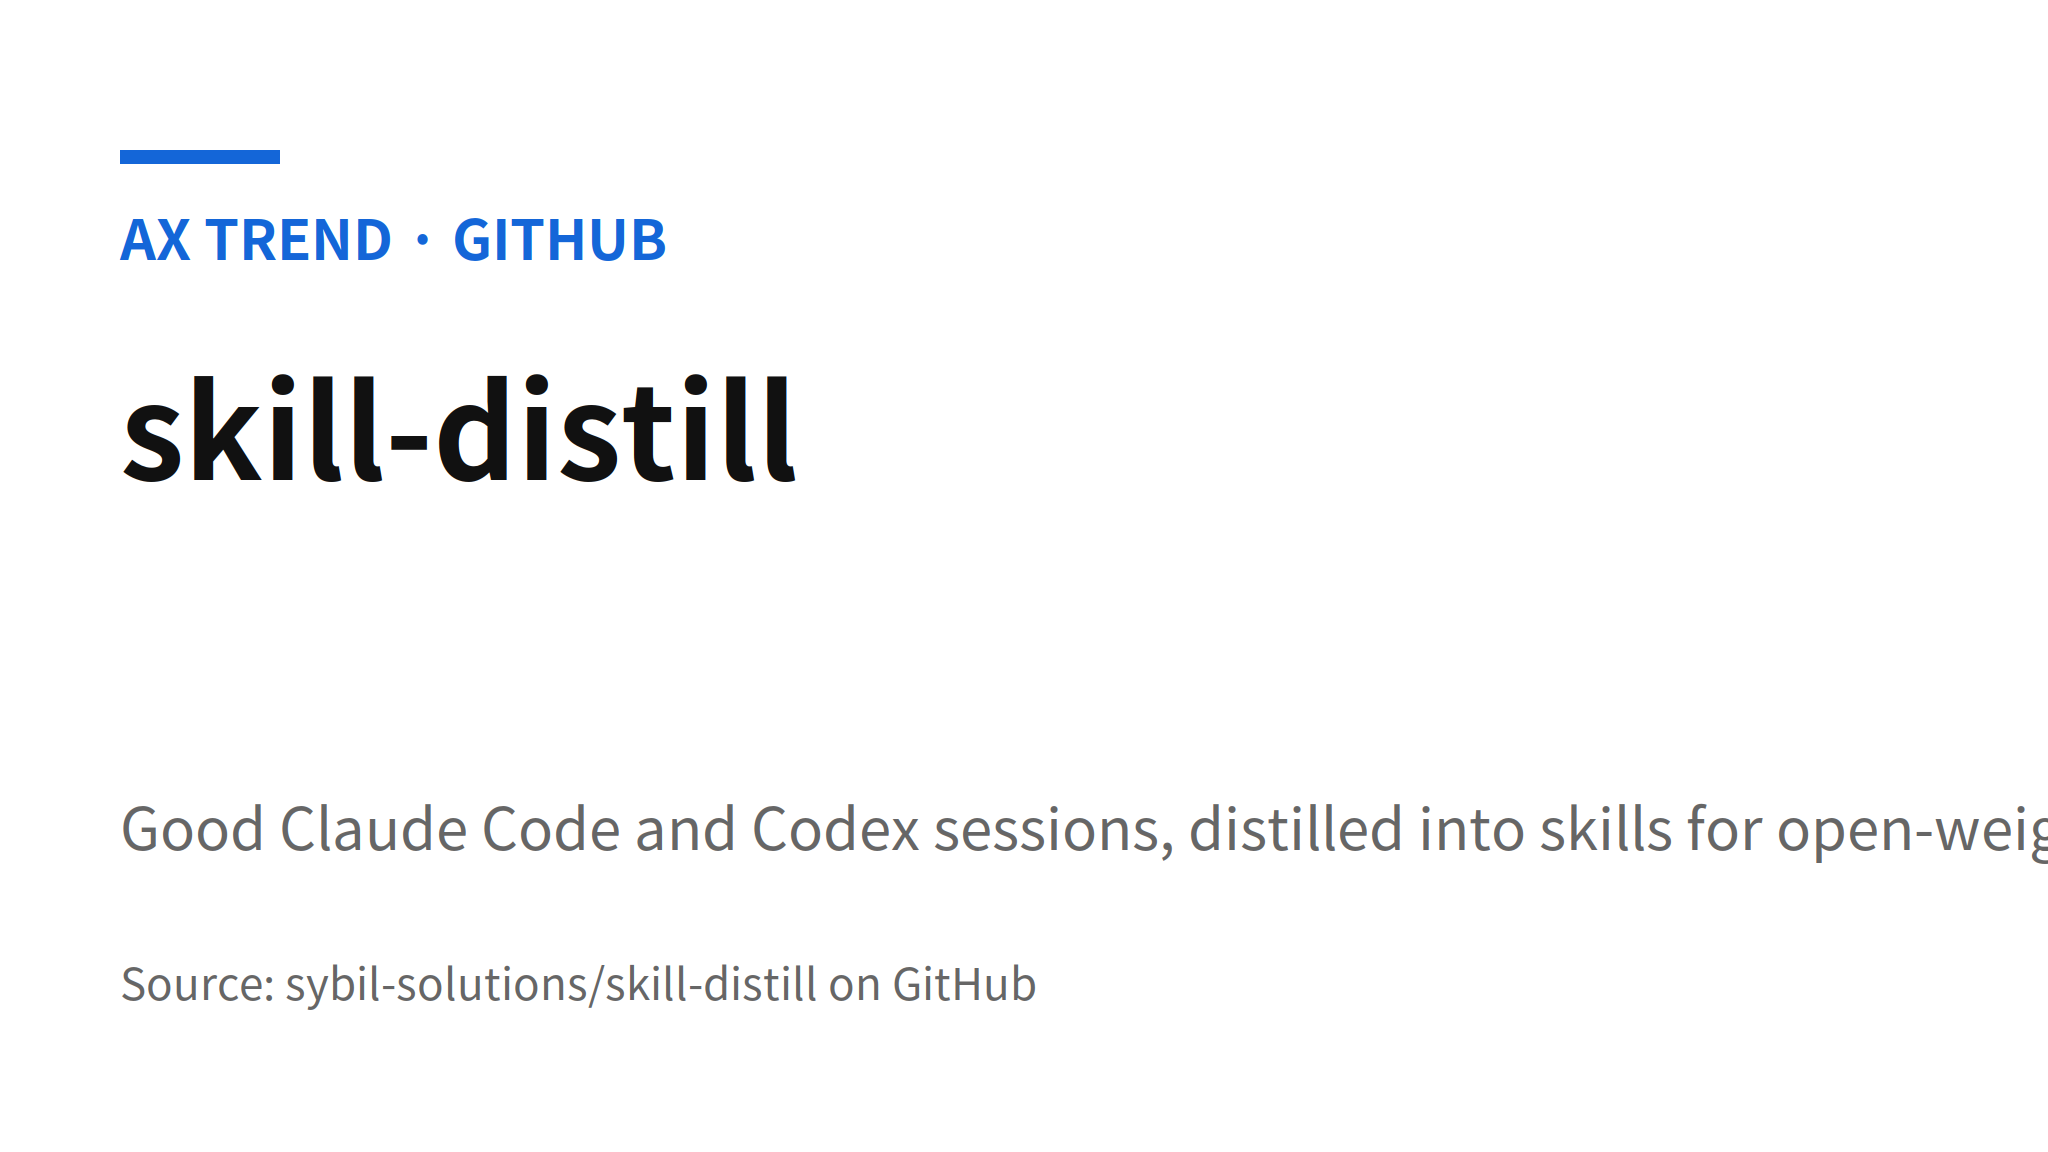 AX TREND · GITHUB
skill-distill
Good Claude Code and Codex sessions, distilled into skills for
Source: sybil-solutions/skill-distill on GitHub